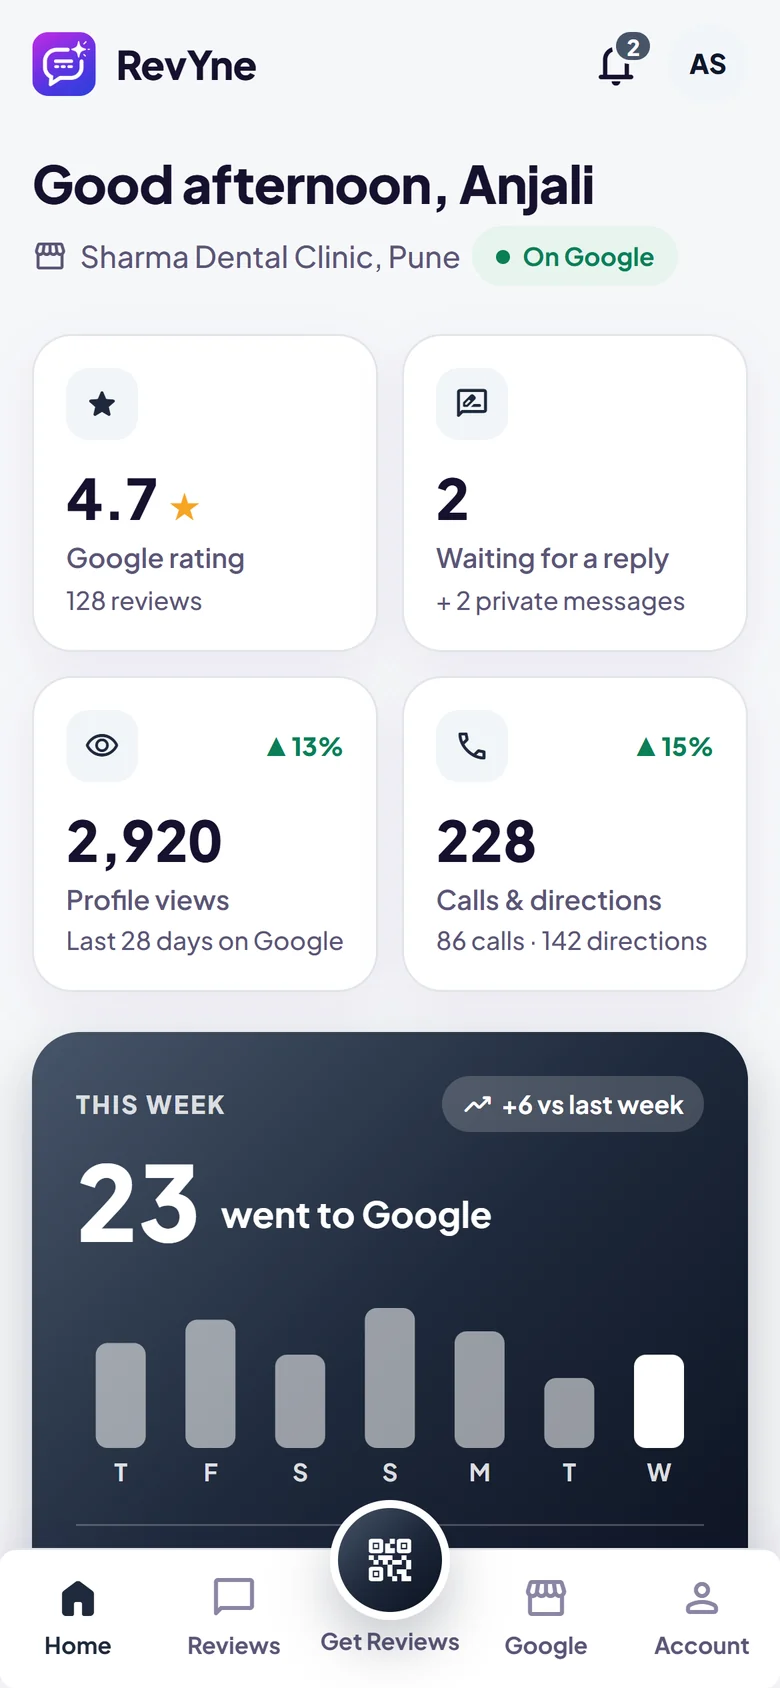 RevYne
2
AS
Good afternoon, Anjali
Sharma Dental Clinic, Pune
On Google
4.7 ★
Google rating
128 reviews
2
Waiting for a reply
+ 2 private messages
▲ 13%
2,920
Profile views
Last 28 days on Google
▲ 15%
228
Calls & directions
86 calls · 142 directions
THIS WEEK
+6 vs last week
23 went to Google
T F S S M T W
Home
Reviews
Get Reviews
Google
Account